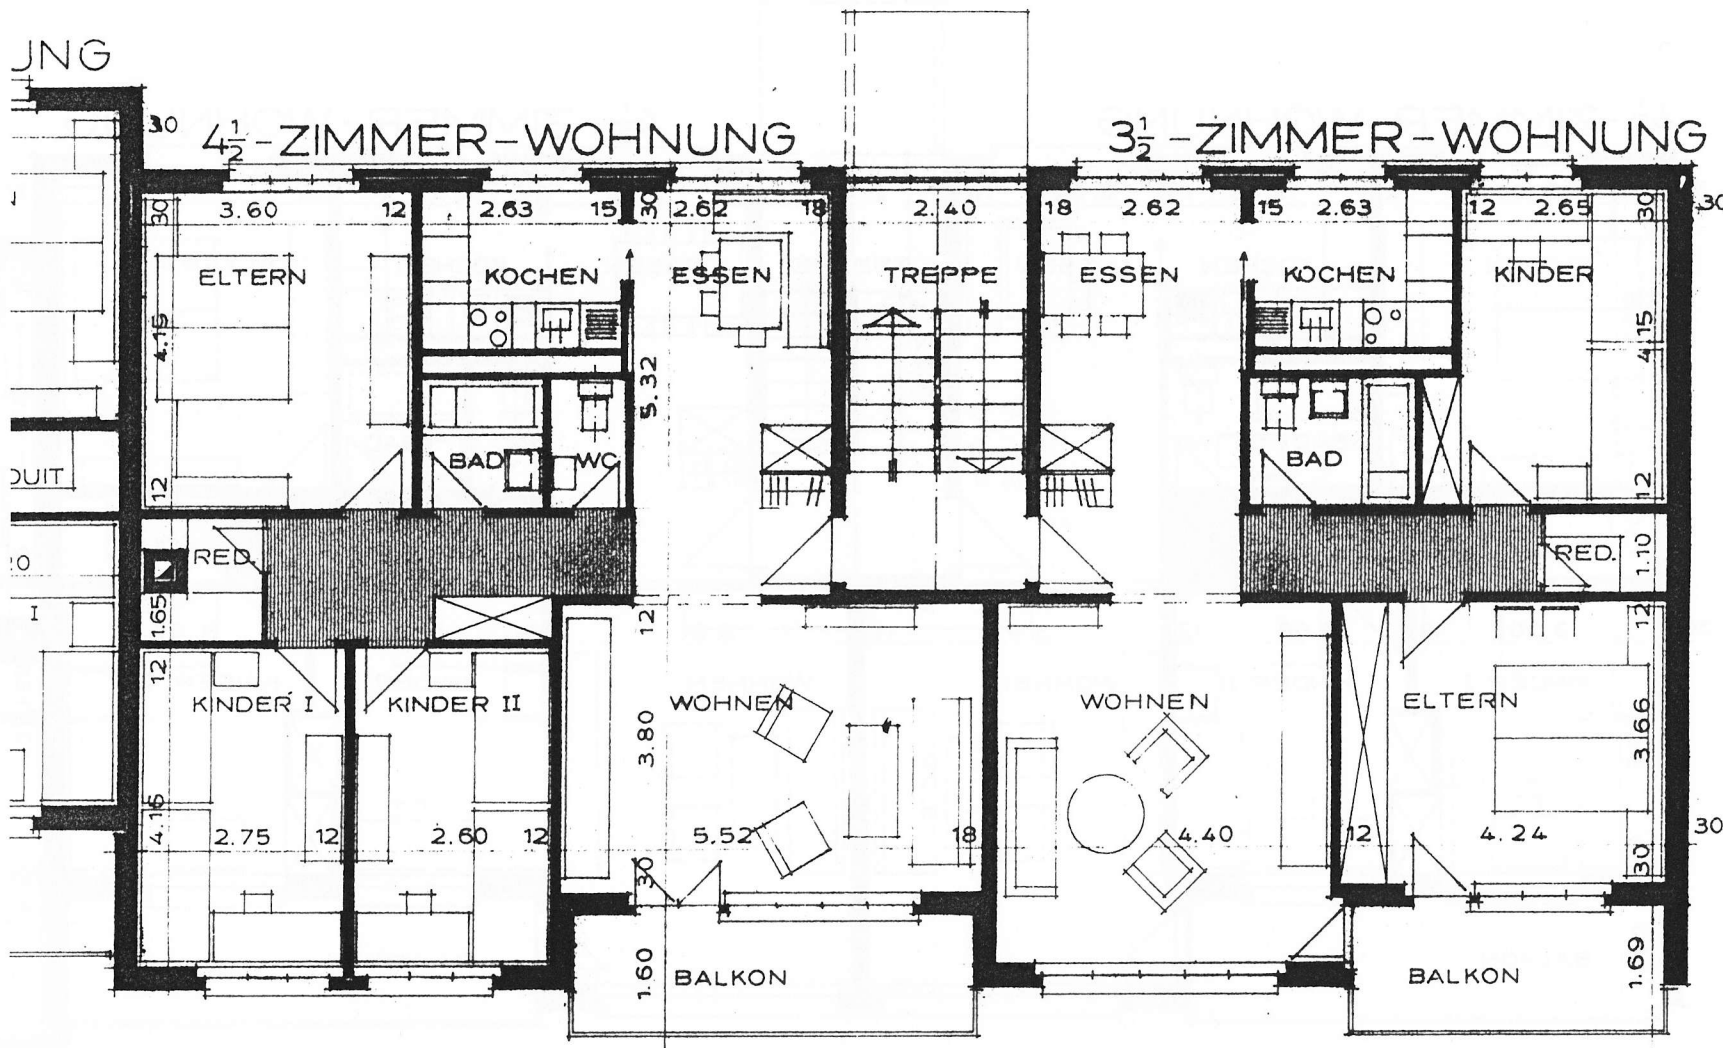 UNG
4½-ZIMMER-WOHNUNG
3½-ZIMMER-WOHNUNG
30
30 3.60 12 2.63 15 30 2.62 18 2.40 18 2.62 15 2.63 12 2.65 30 30
ELTERN KOCHEN ESSEN TREPPE ESSEN KOCHEN KINDER
4.15 5.32 4.15
DUIT
BAD WC BAD
12 12
RED. RED.
1.10
I
1.65 12 12
12
KINDER I KINDER II WOHNEN WOHNEN ELTERN
3.80 3.66
4.15 2.75 12 2.60 12 5.52 18 4.40 12 4.24 30
30 30
1.60 BALKON BALKON 1.69